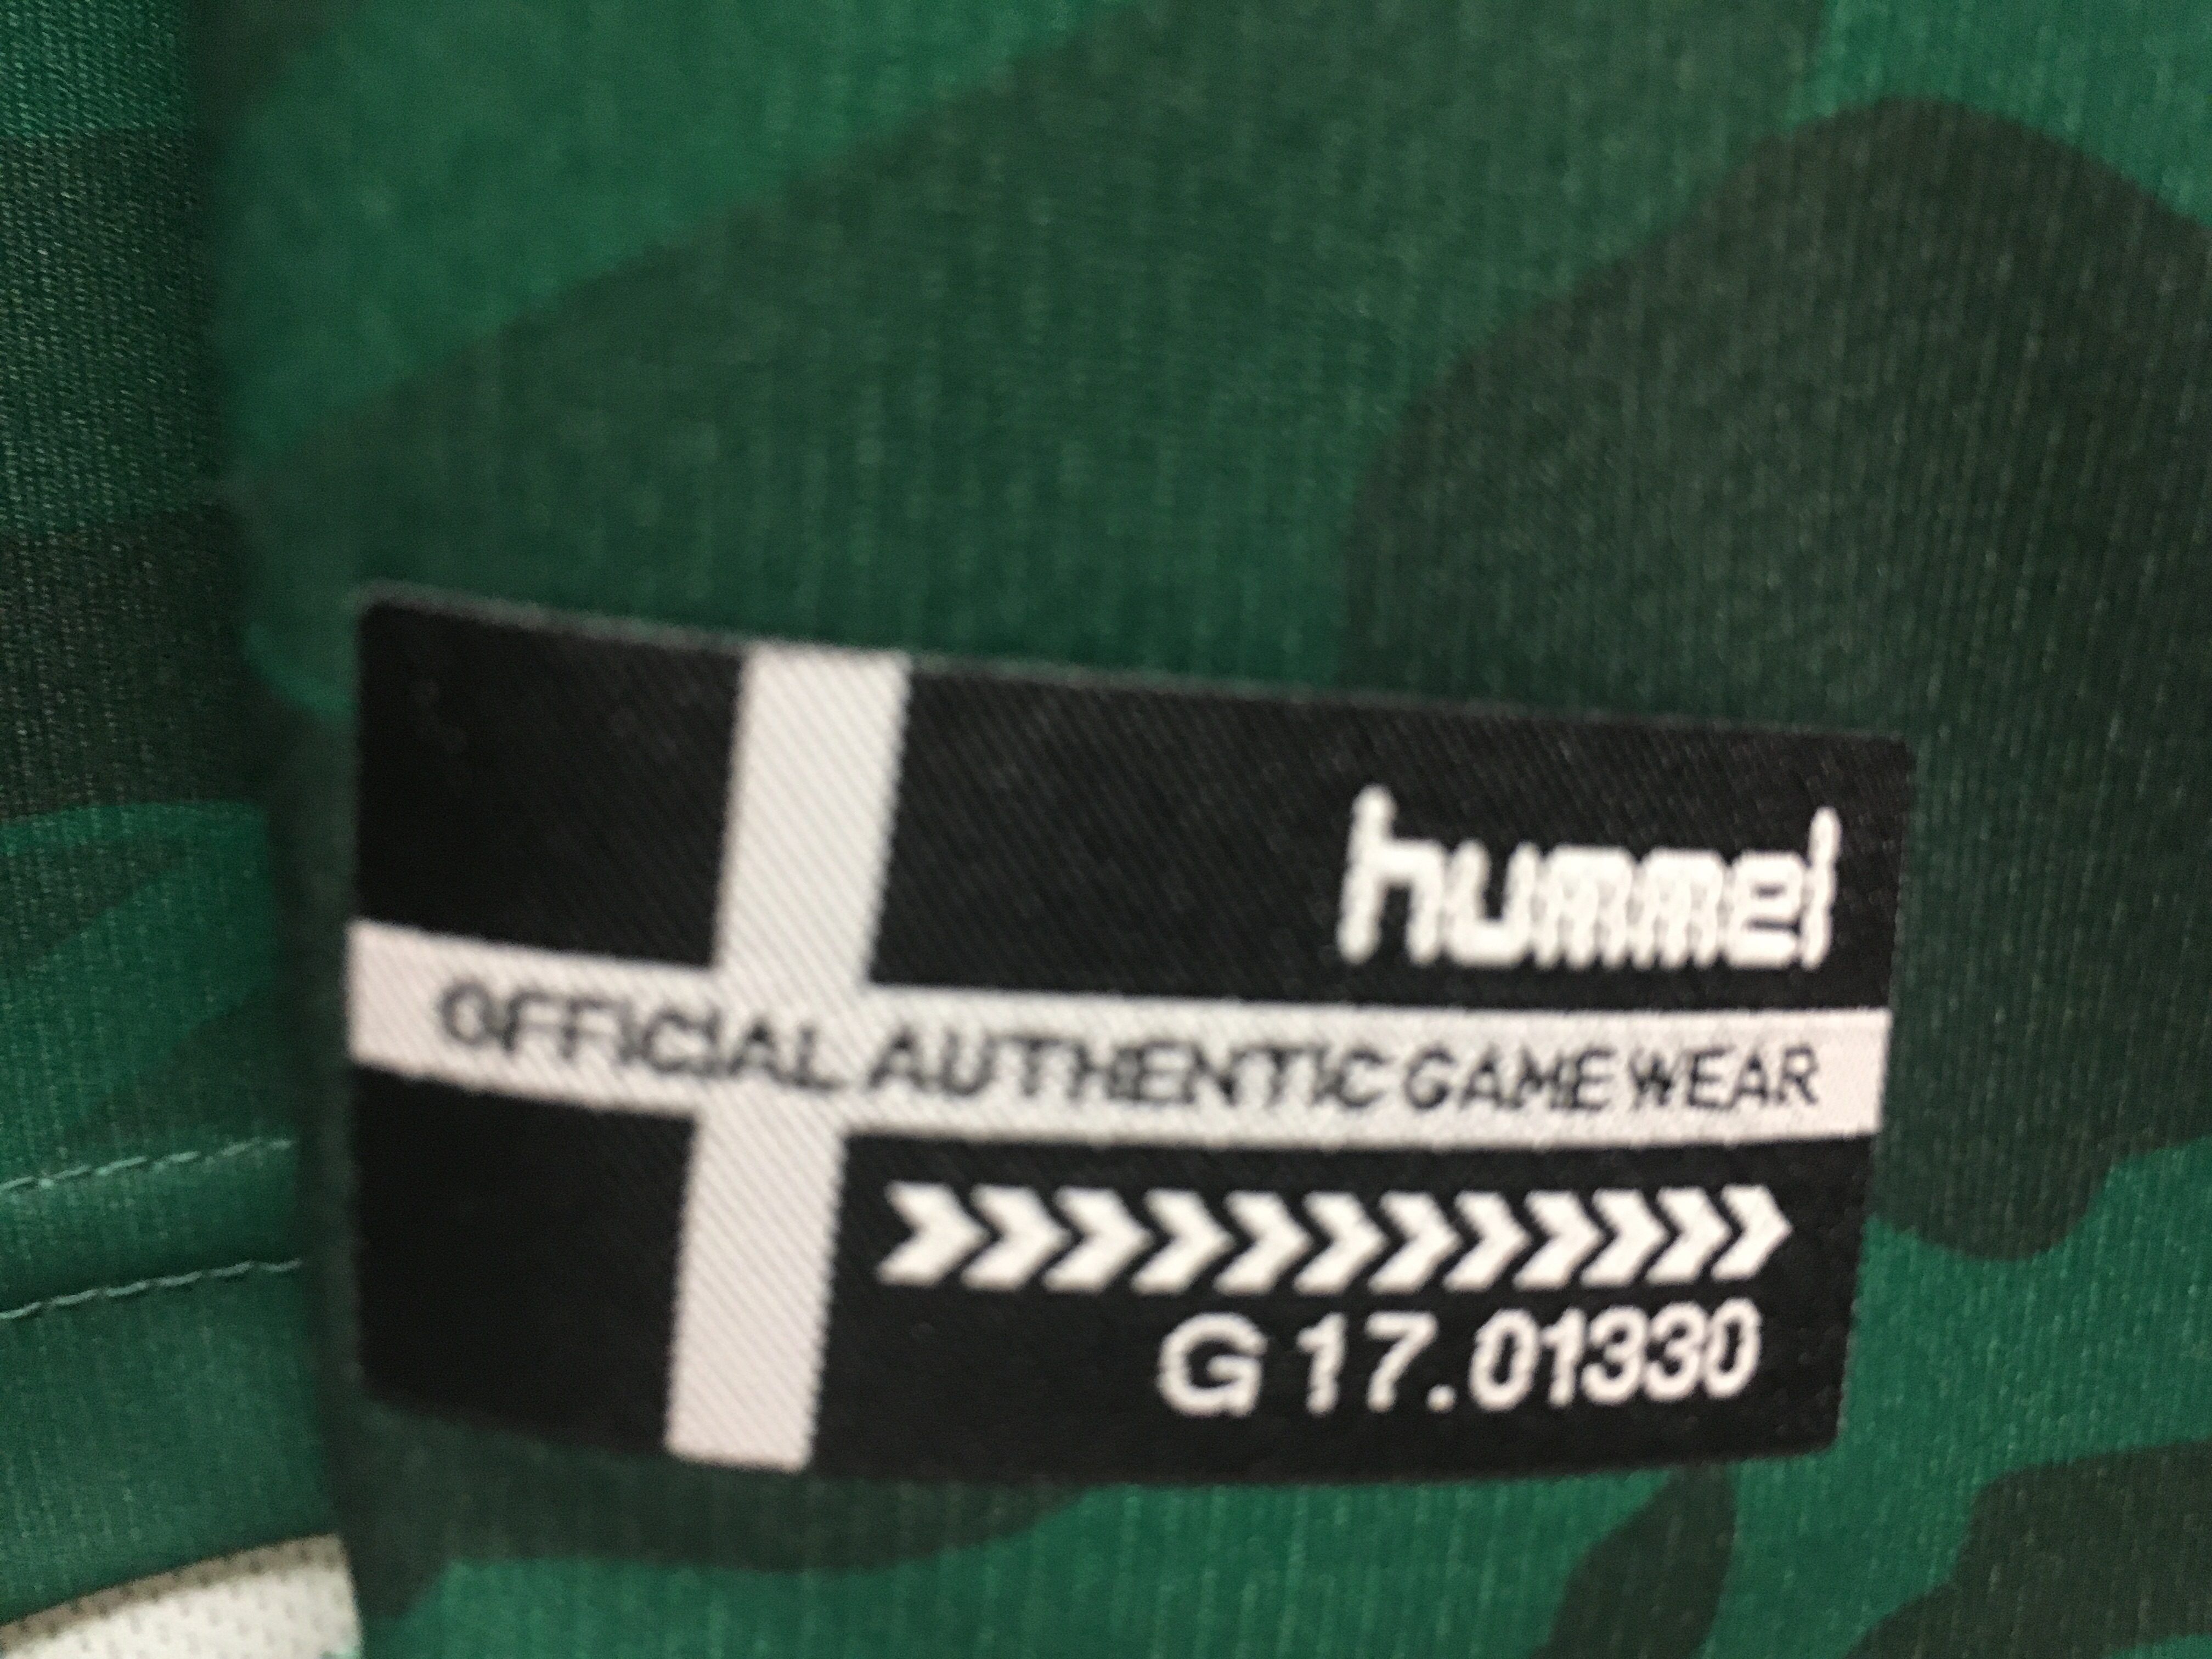 hummel
OFFICIAL AUTHENTIC GAME WEAR
G 17.01330